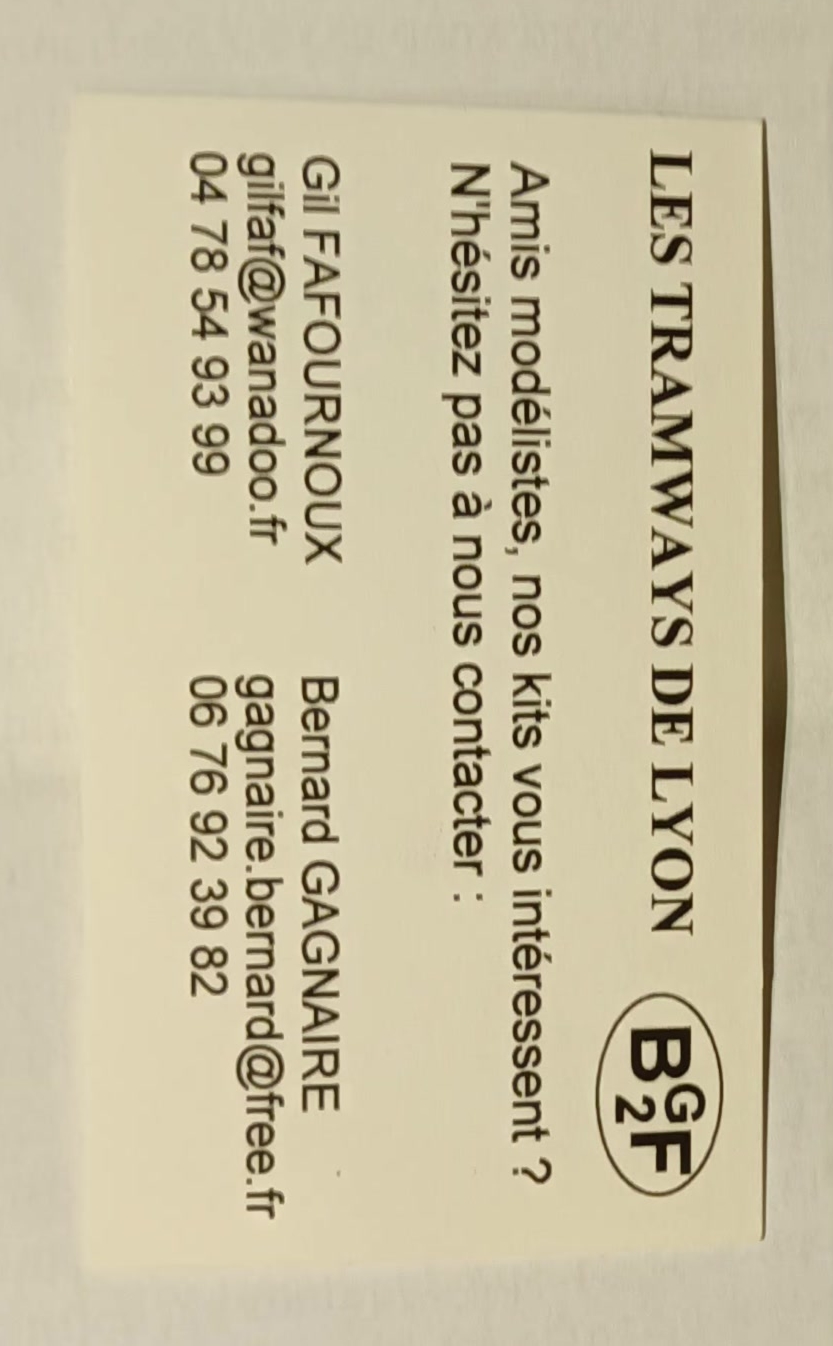 LES TRAMWAYS DE LYON
BG2F
Amis modélistes, nos kits vous intéressent ?
N'hésitez pas à nous contacter :
Gil FAFOURNOUX
gilfaf@wanadoo.fr
04 78 54 93 99
Bernard GAGNAIRE
gagnaire.bernard@free.fr
06 76 92 39 82